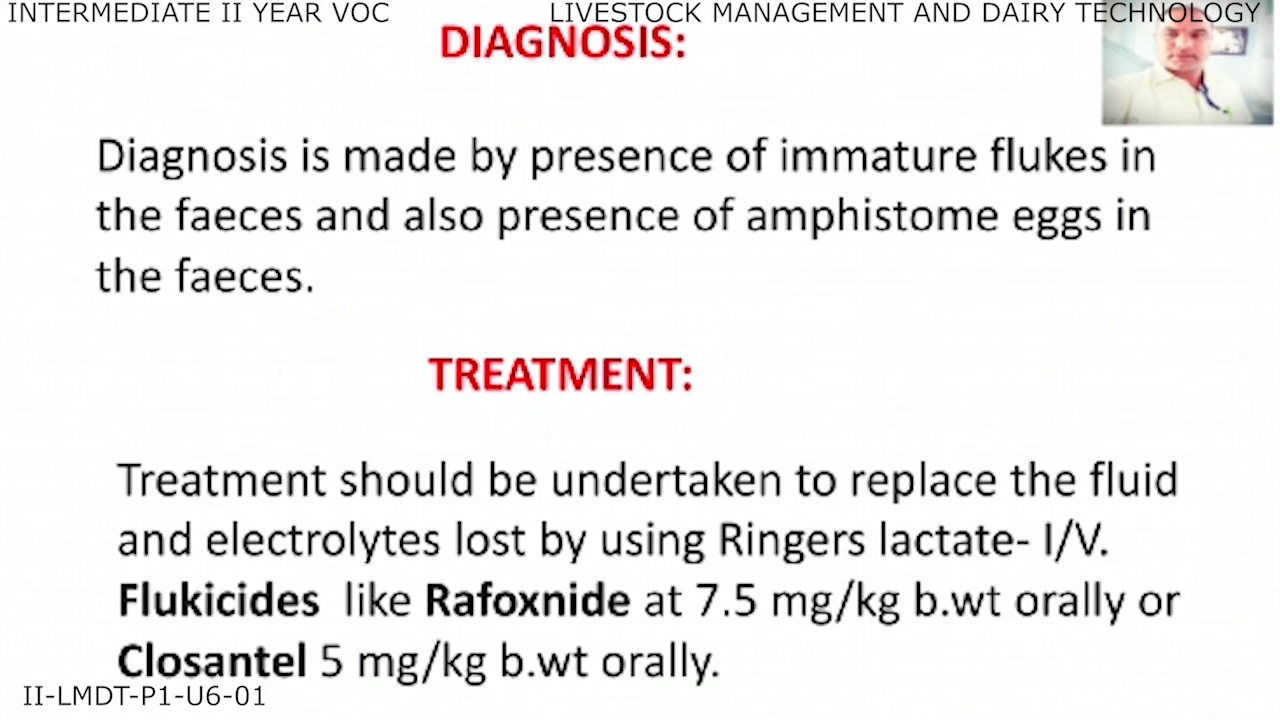 INTERMEDIATE II YEAR VOC
LIVESTOCK MANAGEMENT AND DAIRY TECHNOLOGY
DIAGNOSIS:
Diagnosis is made by presence of immature flukes in
the faeces and also presence of amphistome eggs in
the faeces.
TREATMENT:
Treatment should be undertaken to replace the fluid
and electrolytes lost by using Ringers lactate- I/V.
Flukicides like Rafoxnide at 7.5 mg/kg b.wt orally or
Closantel 5 mg/kg b.wt orally.
II-LMDT-P1-U6-01